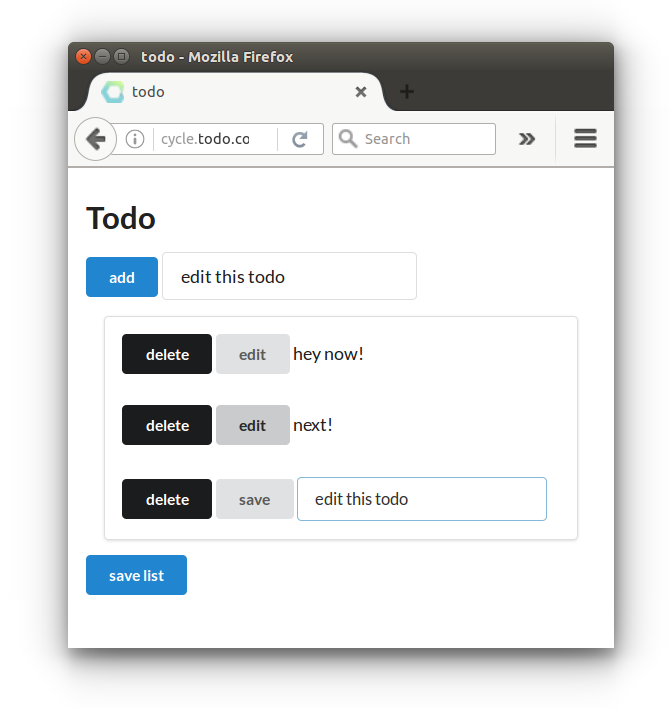 todo - Mozilla Firefox
todo
cycle.todo.co
Search
Todo
add edit this todo
delete edit hey now!
delete edit next!
delete save edit this todo
save list